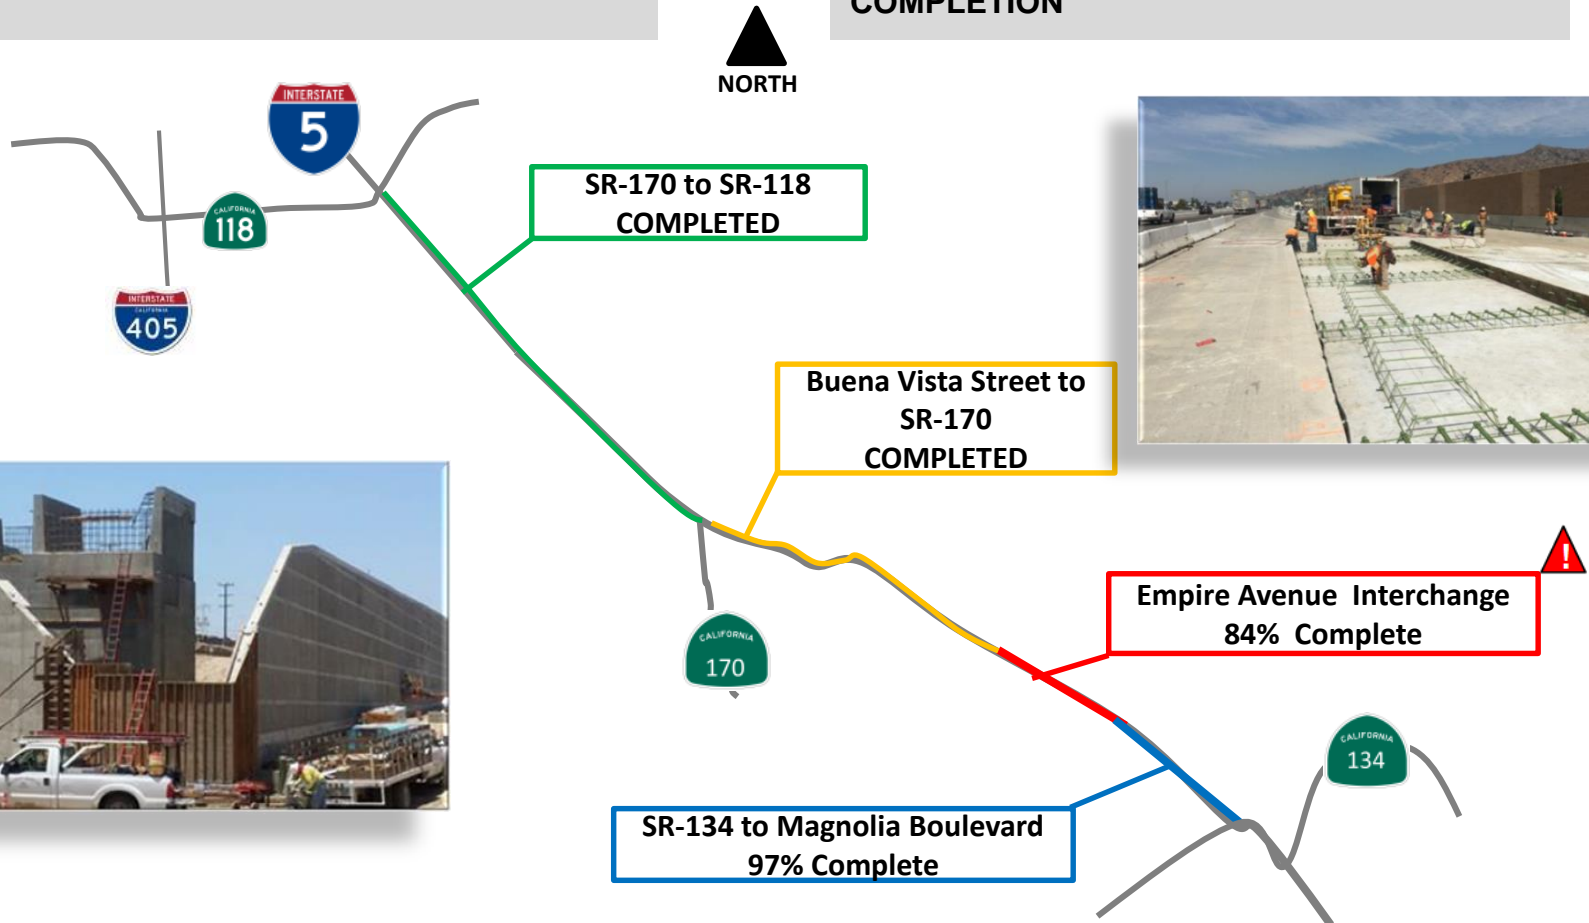 COMPLETION
NORTH
INTERSTATE
5
SR-170 to SR-118
COMPLETED
CALIFORNIA
118
INTERSTATE
CALIFORNIA
405
Buena Vista Street to
SR-170
COMPLETED
!
Empire Avenue Interchange
84% Complete
CALIFORNIA
170
CALIFORNIA
134
SR-134 to Magnolia Boulevard
97% Complete